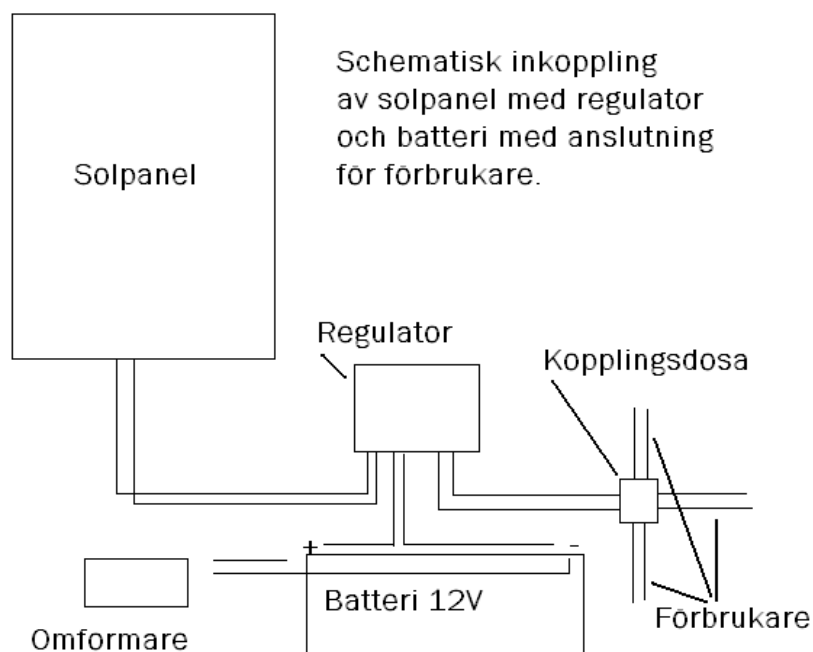 Schematisk inkoppling
av solpanel med regulator
och batteri med anslutning
för förbrukare.
Solpanel
Regulator
Kopplingsdosa
+ -
Batteri 12V
Förbrukare
Omformare